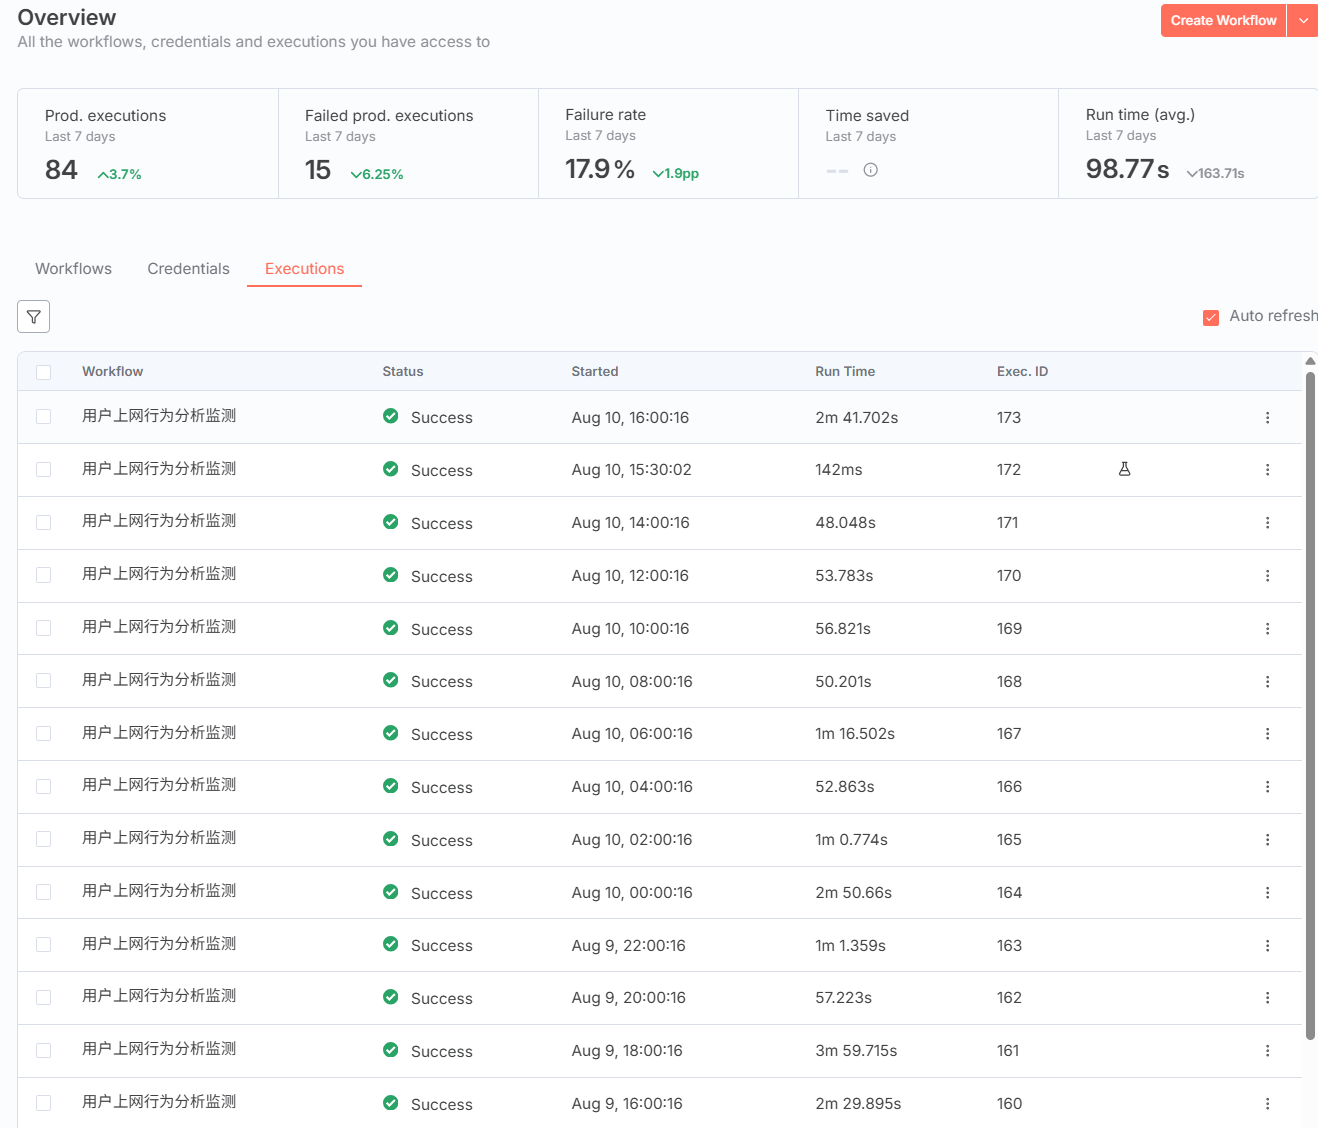 Overview
Create Workflow
All the workflows, credentials and executions you have access to
Prod. executions
Last 7 days
84 3.7%
Failed prod. executions
Last 7 days
15 6.25%
Failure rate
Last 7 days
17.9% 1.9pp
Time saved
Last 7 days
--
Run time (avg.)
Last 7 days
98.77s 163.71s
Workflows Credentials Executions
Auto refresh
Workflow Status Started Run Time Exec. ID
用户上网行为分析监测 Success Aug 10, 16:00:16 2m 41.702s 173
用户上网行为分析监测 Success Aug 10, 15:30:02 142ms 172
用户上网行为分析监测 Success Aug 10, 14:00:16 48.048s 171
用户上网行为分析监测 Success Aug 10, 12:00:16 53.783s 170
用户上网行为分析监测 Success Aug 10, 10:00:16 56.821s 169
用户上网行为分析监测 Success Aug 10, 08:00:16 50.201s 168
用户上网行为分析监测 Success Aug 10, 06:00:16 1m 16.502s 167
用户上网行为分析监测 Success Aug 10, 04:00:16 52.863s 166
用户上网行为分析监测 Success Aug 10, 02:00:16 1m 0.774s 165
用户上网行为分析监测 Success Aug 10, 00:00:16 2m 50.66s 164
用户上网行为分析监测 Success Aug 9, 22:00:16 1m 1.359s 163
用户上网行为分析监测 Success Aug 9, 20:00:16 57.223s 162
用户上网行为分析监测 Success Aug 9, 18:00:16 3m 59.715s 161
用户上网行为分析监测 Success Aug 9, 16:00:16 2m 29.895s 160